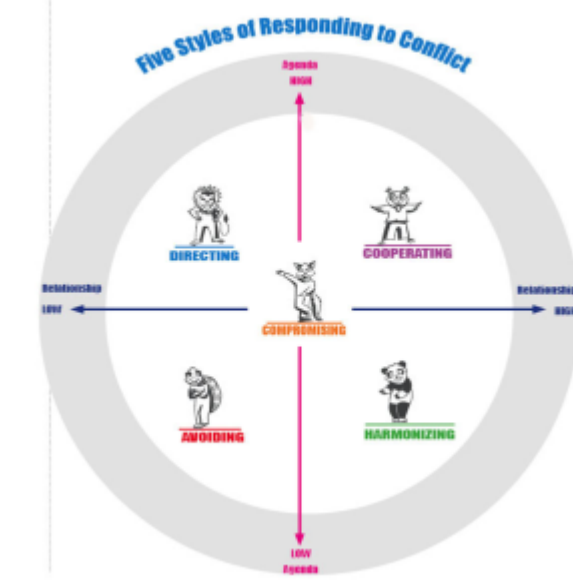 Five Styles of Responding to Conflict
Agenda
HIGH
DIRECTING
COOPERATING
Relationship
LOW
COMPROMISING
Relationship
HIGH
AVOIDING
HARMONIZING
LOW
Agenda